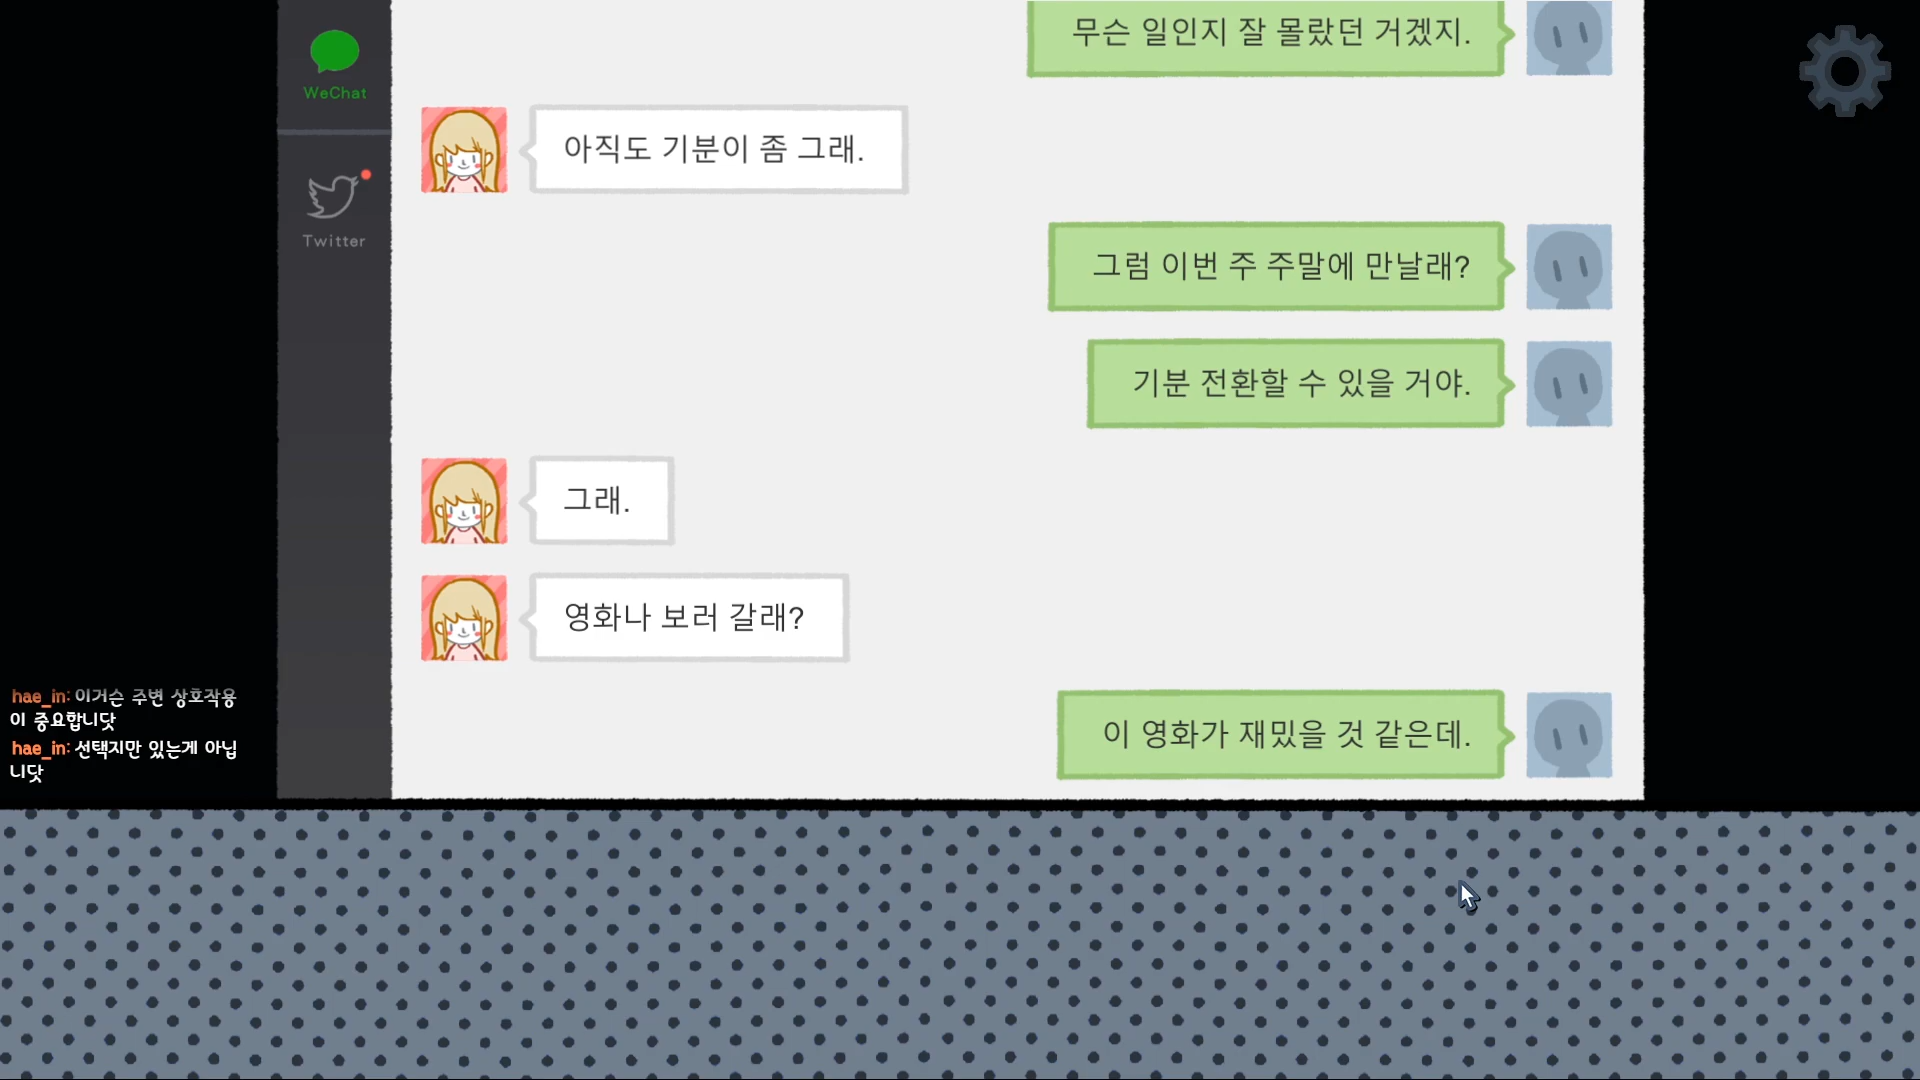 무슨 일인지 잘 몰랐던 거겠지.
WeChat
아직도 기분이 좀 그래.
Twitter
그럼 이번 주 주말에 만날래?
기분 전환할 수 있을 거야.
그래.
영화나 보러 갈래?
이 영화가 재밌을 것 같은데.
hae_in: 이거슨 주변 상호작용
이 중요합니닷
hae_in: 선택지만 있는게 아닙
니닷